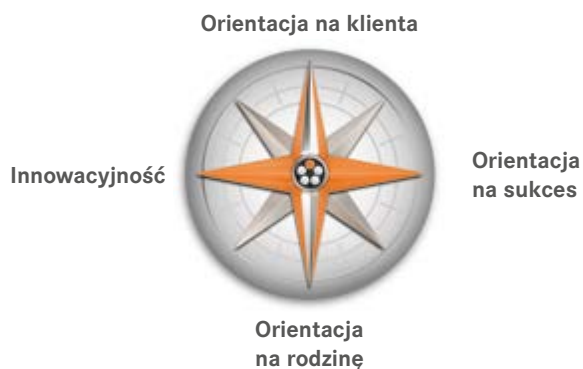 Orientacja na klienta
Innowacyjność
Orientacja
na sukces
Orientacja
na rodzinę